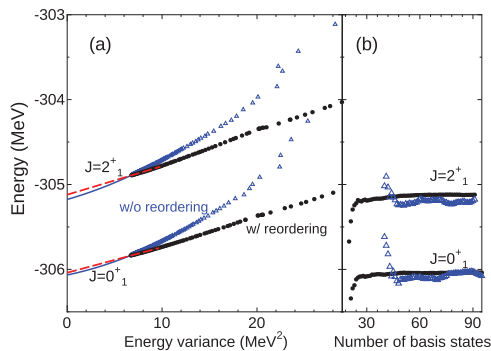 -303
(a)
(b)
-304
Energy (MeV)
J=2⁺₁
J=2⁺₁
-305
w/o reordering
w/ reordering
J=0⁺₁
-306
J=0⁺₁
0
10
20
30
60
90
Energy variance (MeV²)
Number of basis states